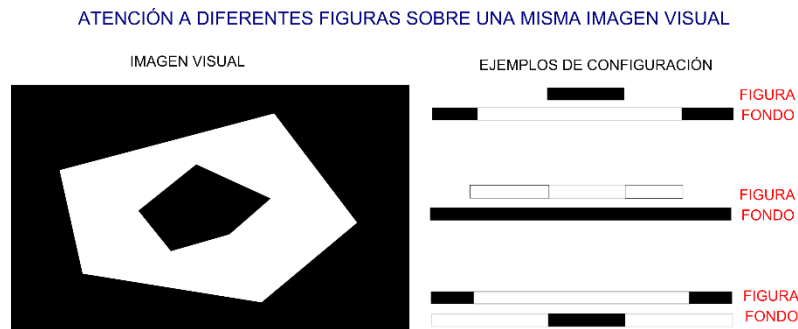 ATENCIÓN A DIFERENTES FIGURAS SOBRE UNA MISMA IMAGEN VISUAL
IMAGEN VISUAL
EJEMPLOS DE CONFIGURACIÓN
FIGURA
FONDO
FIGURA
FONDO
FIGURA
FONDO